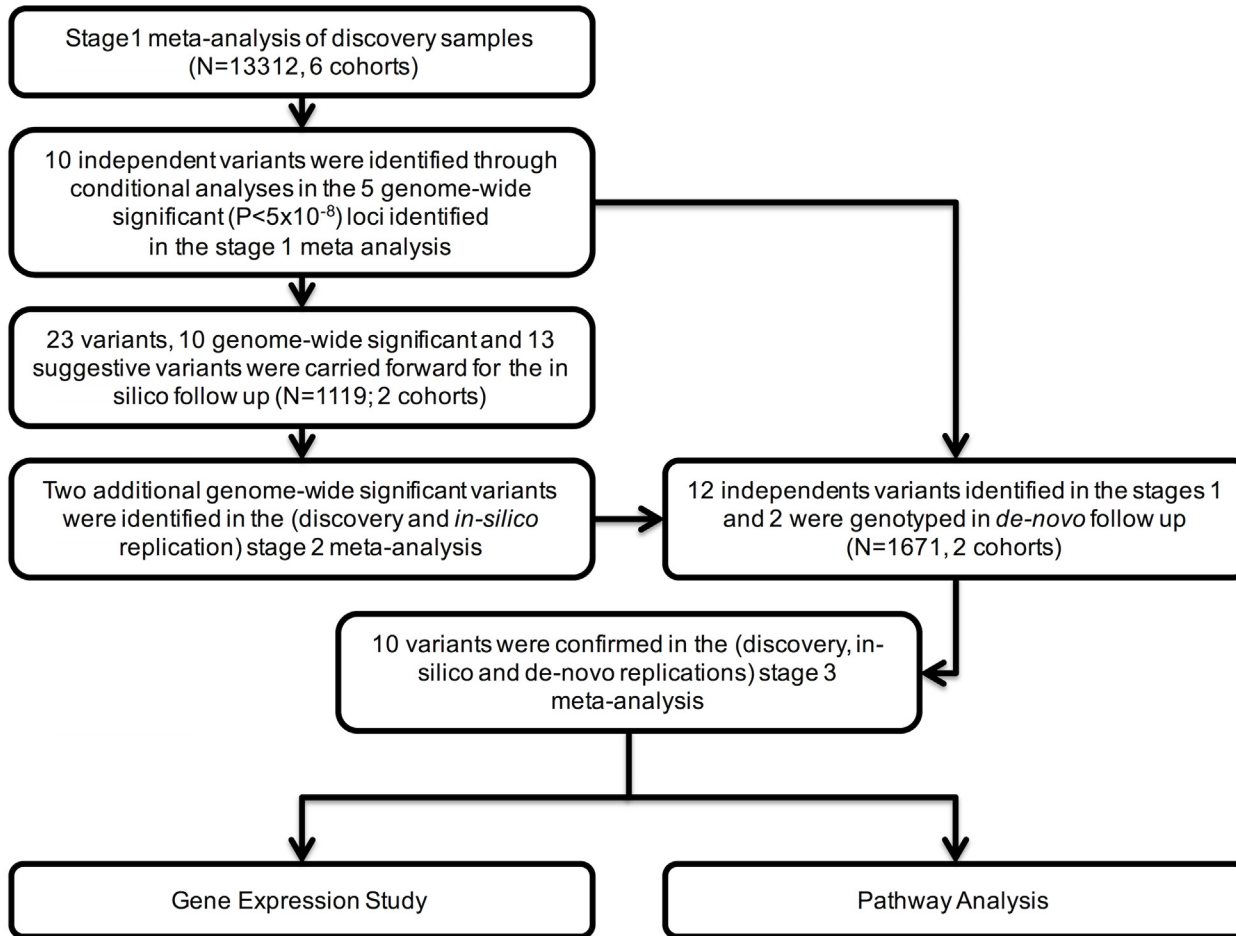 Stage1 meta-analysis of discovery samples
(N=13312, 6 cohorts)
10 independent variants were identified through
conditional analyses in the 5 genome-wide
significant (P<5x10⁻⁸) loci identified
in the stage 1 meta analysis
23 variants, 10 genome-wide significant and 13
suggestive variants were carried forward for the in
silico follow up (N=1119; 2 cohorts)
Two additional genome-wide significant variants
were identified in the (discovery and in-silico
replication) stage 2 meta-analysis
12 independents variants identified in the stages 1
and 2 were genotyped in de-novo follow up
(N=1671, 2 cohorts)
10 variants were confirmed in the (discovery, in-
silico and de-novo replications) stage 3
meta-analysis
Gene Expression Study
Pathway Analysis